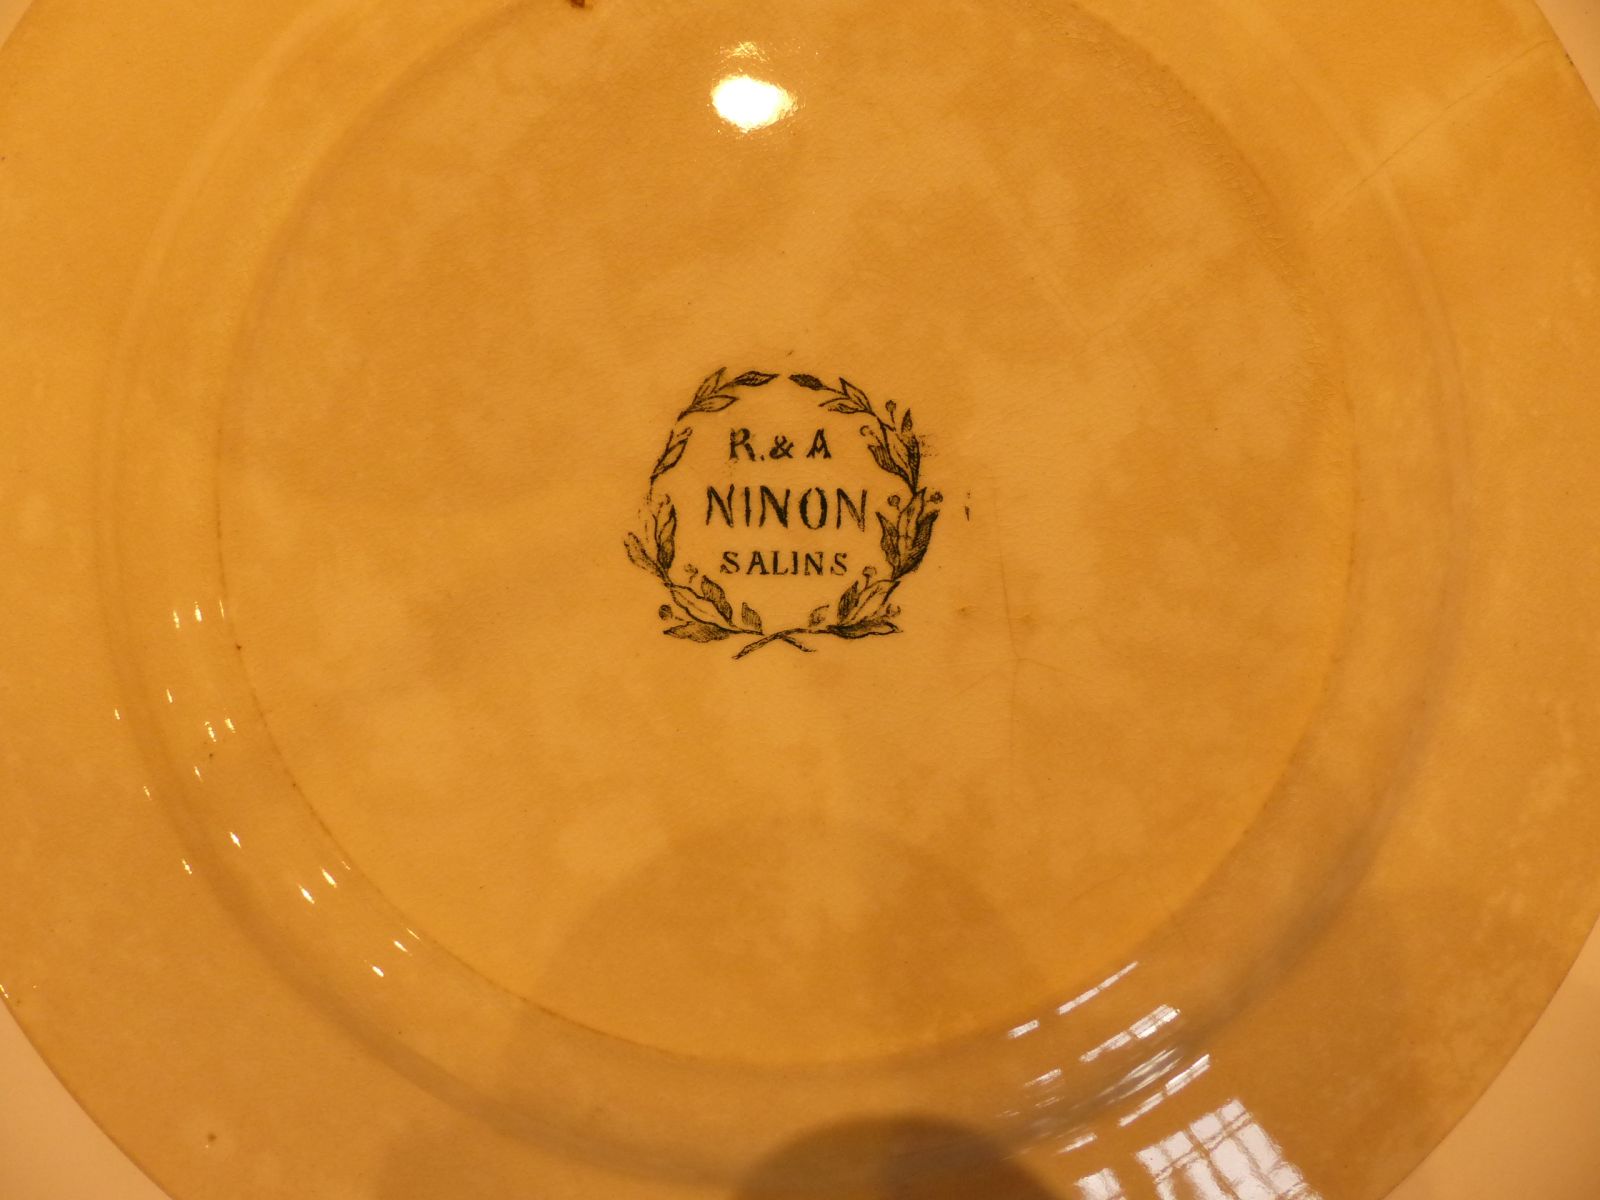 R. & A
NINON
SALINS